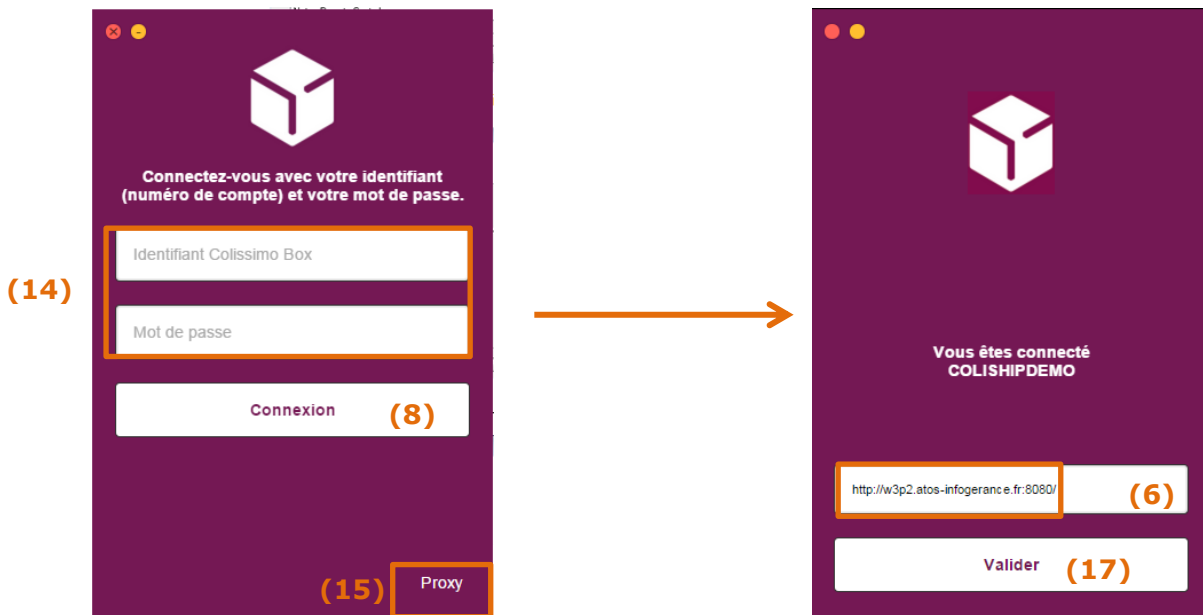 Connectez-vous avec votre identifiant
(numéro de compte) et votre mot de passe.
Identifiant Colissimo Box
(14)
Mot de passe
Connexion
(8)
(15)
Proxy
Vous êtes connecté
COLISHIPDEMO
http://w3p2.atos-infogerance.fr:8080/
(6)
Valider
(17)